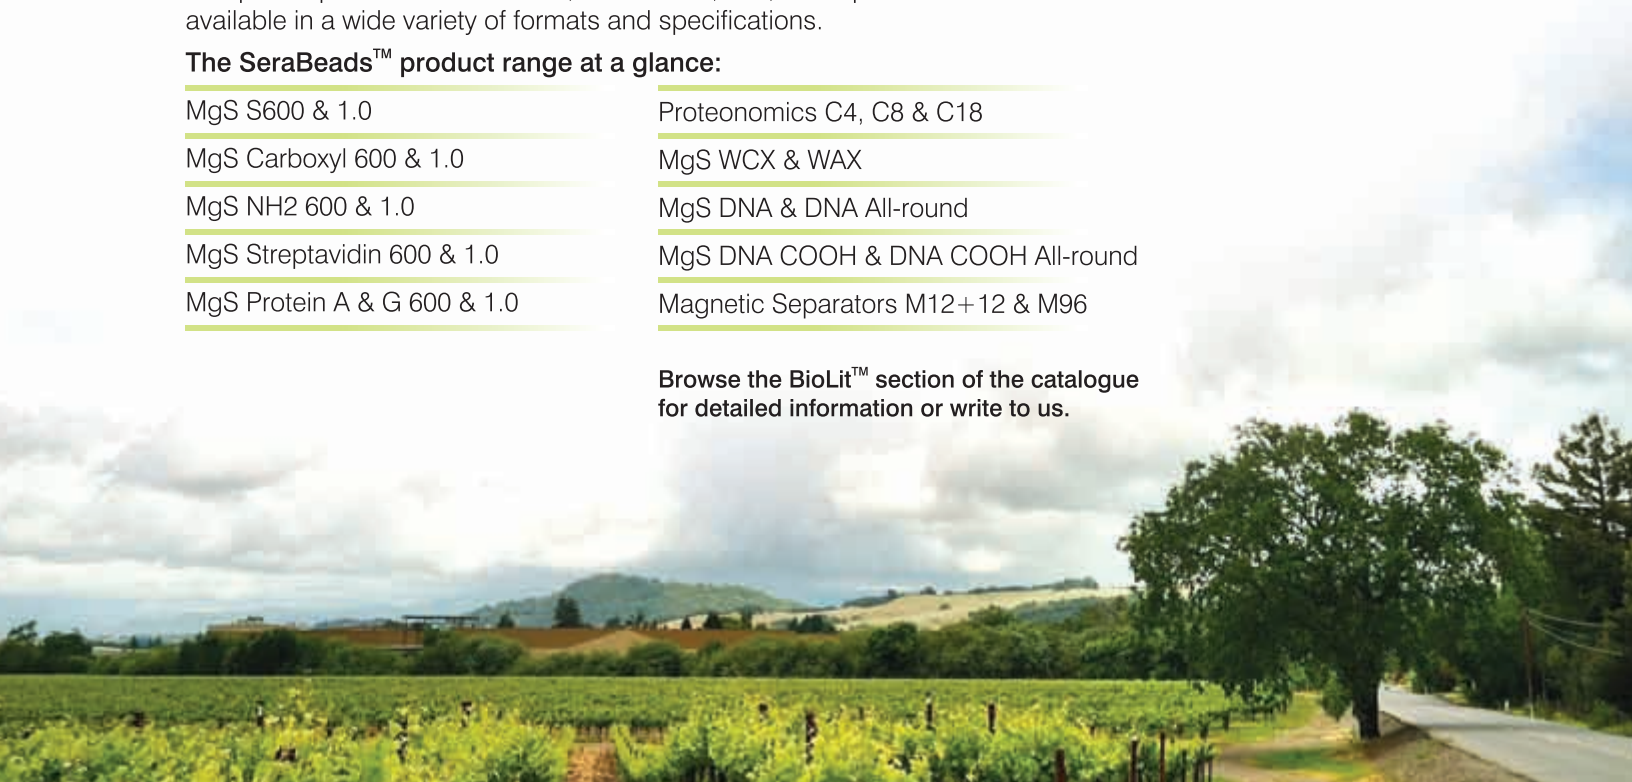 available in a wide variety of formats and specifications.
The SeraBeads™ product range at a glance:
MgS S600 & 1.0
MgS Carboxyl 600 & 1.0
MgS NH2 600 & 1.0
MgS Streptavidin 600 & 1.0
MgS Protein A & G 600 & 1.0
Proteonomics C4, C8 & C18
MgS WCX & WAX
MgS DNA & DNA All-round
MgS DNA COOH & DNA COOH All-round
Magnetic Separators M12+12 & M96
Browse the BioLit™ section of the catalogue
for detailed information or write to us.